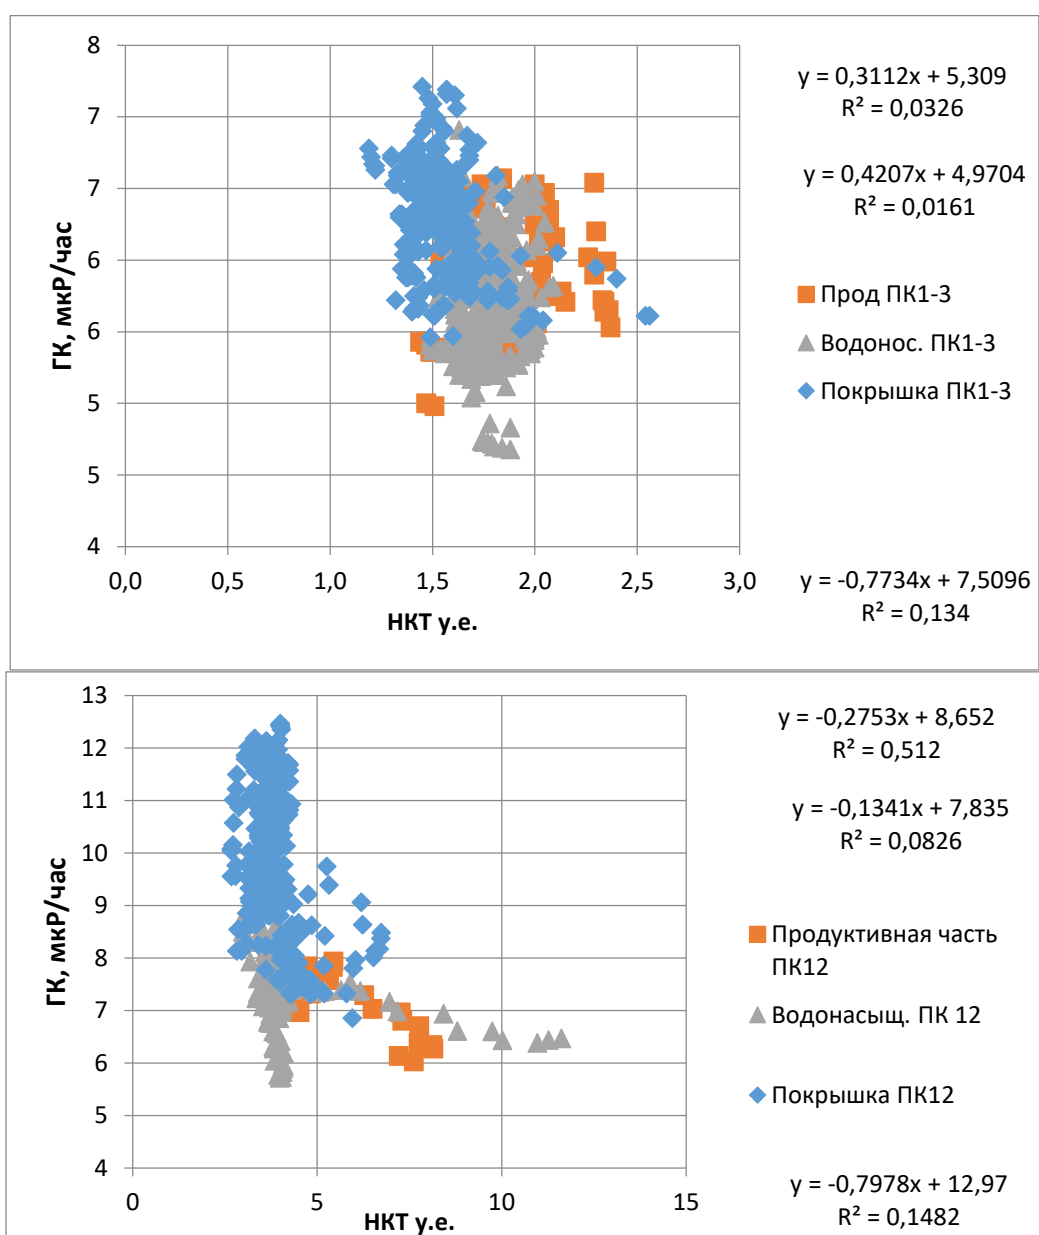 8
7
7
6
6
5
5
4
ГК, мкР/час
0,0
0,5
1,0
1,5
2,0
2,5
3,0
НКТ у.е.
y = 0,3112x + 5,309
R² = 0,0326
y = 0,4207x + 4,9704
R² = 0,0161
Прод ПК1-3
Водонос. ПК1-3
Покрышка ПК1-3
y = -0,7734x + 7,5096
R² = 0,134
13
12
11
10
9
8
7
6
5
4
ГК, мкР/час
0
5
10
15
НКТ у.е.
y = -0,2753x + 8,652
R² = 0,512
y = -0,1341x + 7,835
R² = 0,0826
Продуктивная часть
ПК12
Водонасыщ. ПК 12
Покрышка ПК12
y = -0,7978x + 12,97
R² = 0,1482